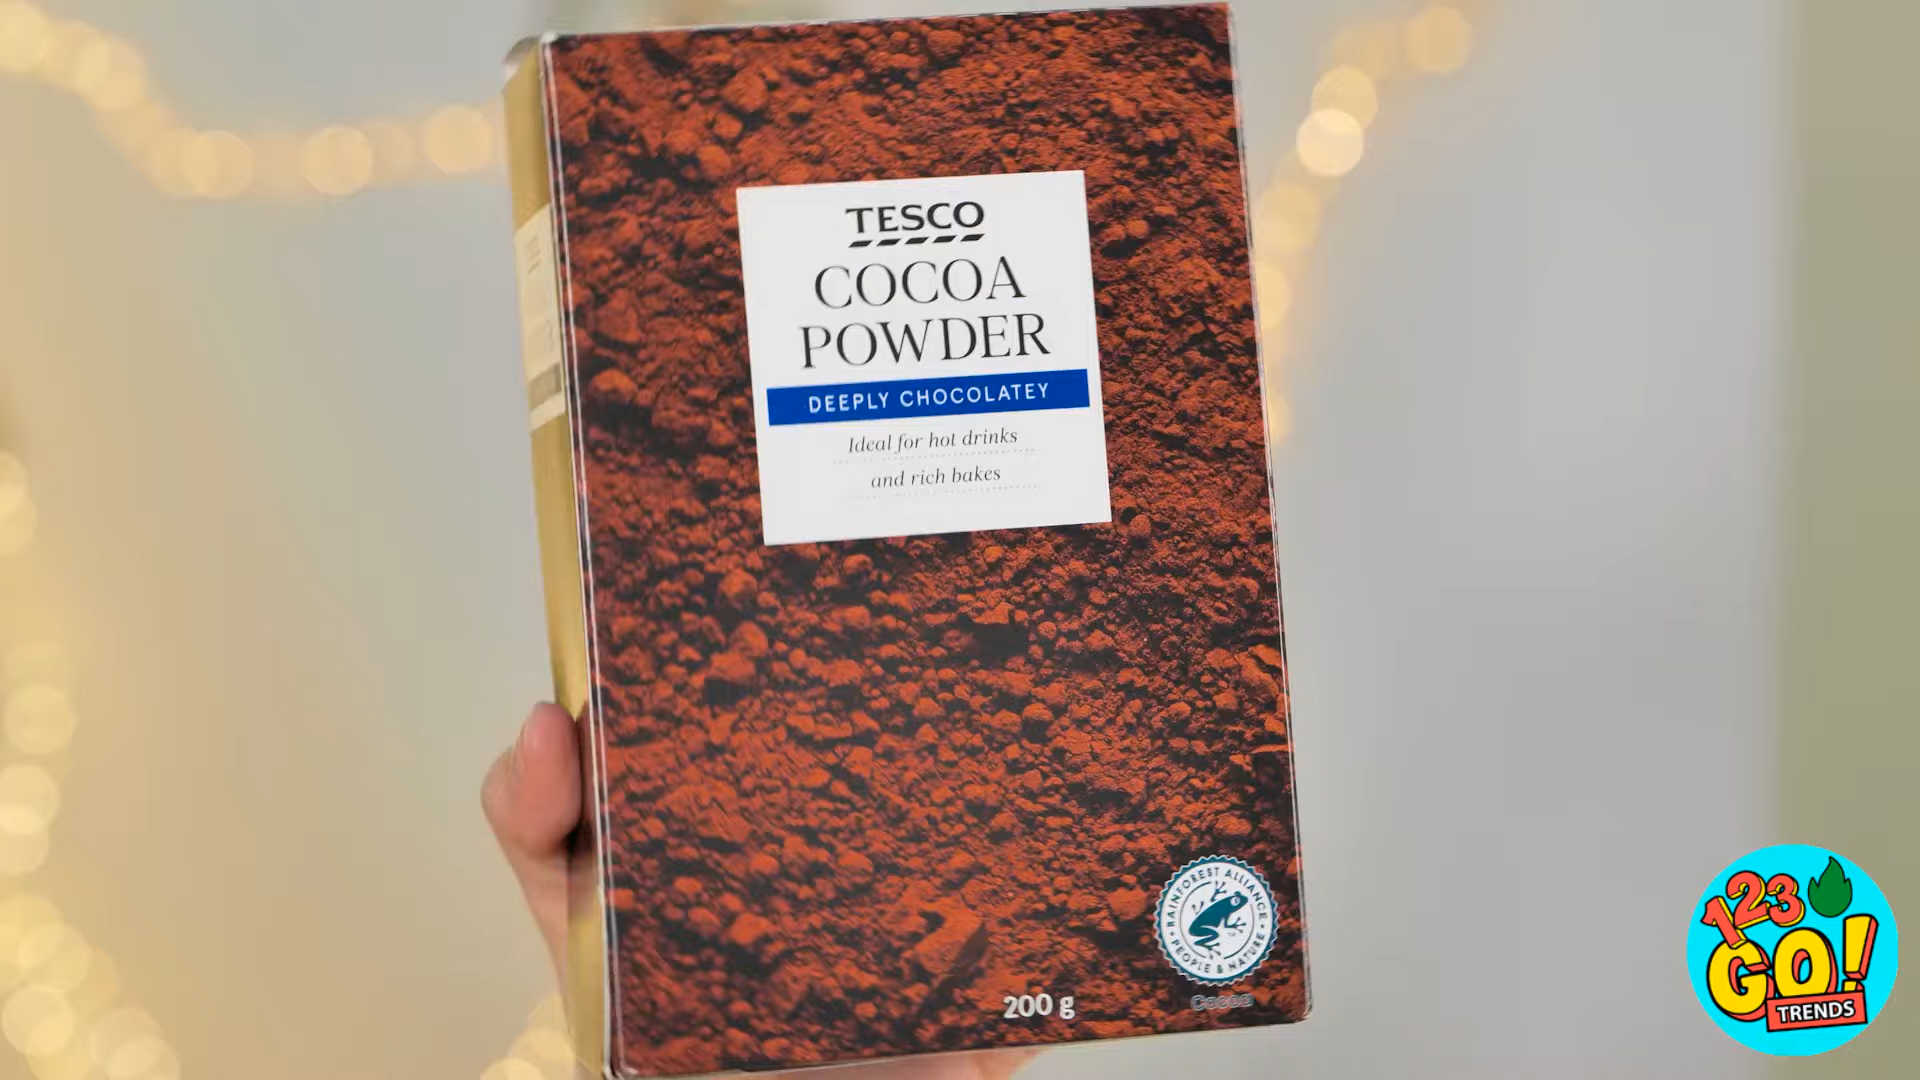 TESCO
COCOA
POWDER
DEEPLY CHOCOLATEY
Ideal for hot drinks
and rich bakes
RAINFOREST ALLIANCE
PEOPLE & NATURE
200 g
Cocoa
123
GO!
TRENDS